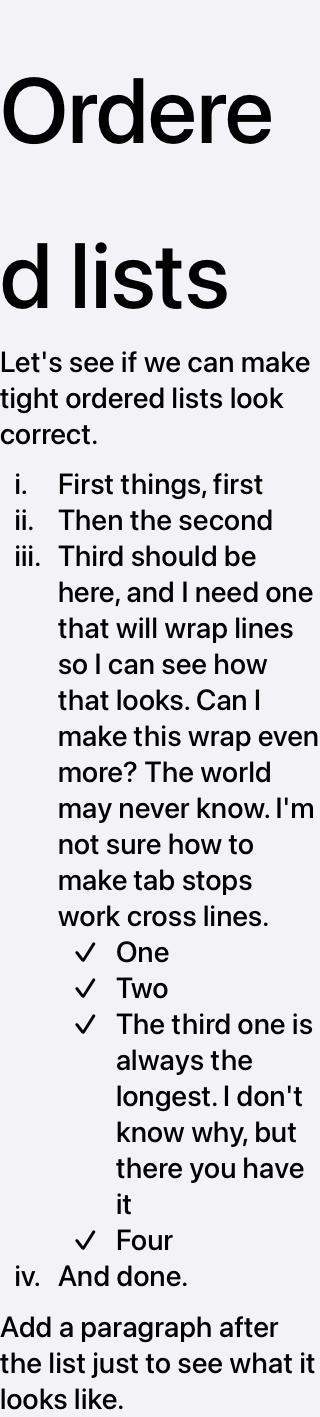 Ordere
d lists
Let's see if we can make
tight ordered lists look
correct.
i. First things, first
ii. Then the second
iii. Third should be
here, and I need one
that will wrap lines
so I can see how
that looks. Can I
make this wrap even
more? The world
may never know. I'm
not sure how to
make tab stops
work cross lines.
✓ One
✓ Two
✓ The third one is
always the
longest. I don't
know why, but
there you have
it
✓ Four
iv. And done.
Add a paragraph after
the list just to see what it
looks like.